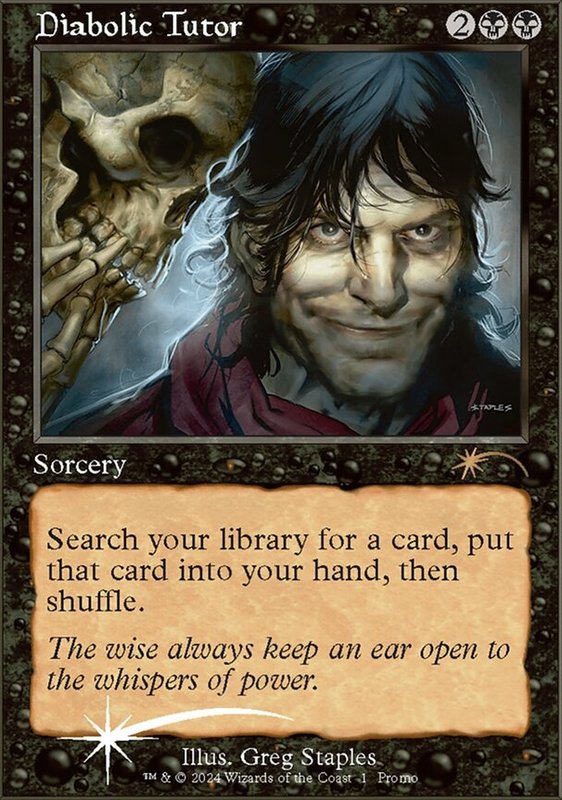 Diabolic Tutor 2
STAPLES
Sorcery
Search your library for a card, put
that card into your hand, then
shuffle.
The wise always keep an ear open to
the whispers of power.
Illus. Greg Staples
™ & © 2024 Wizards of the Coast 1 Promo